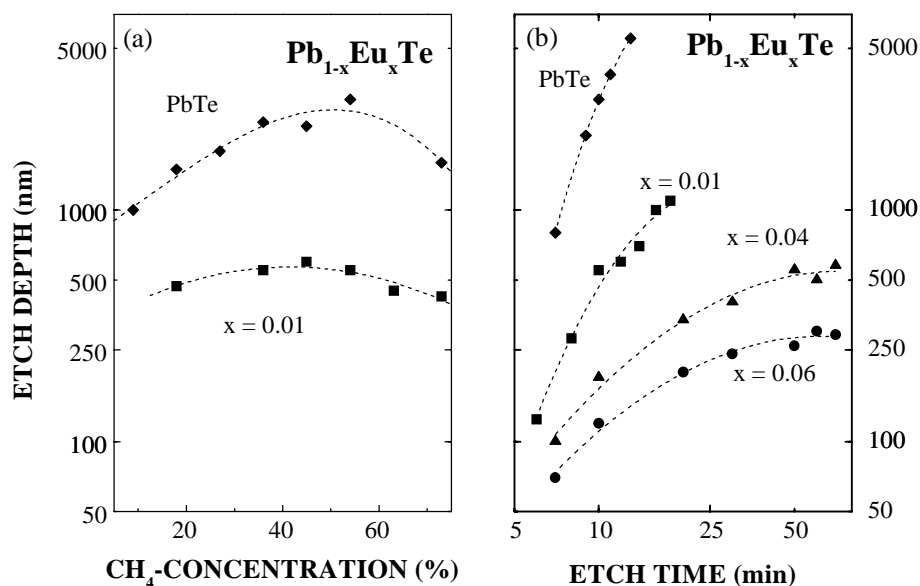 (a)
Pb1-xEuxTe
PbTe
x = 0.01
ETCH DEPTH (nm)
5000
1000
500
250
100
50
20
40
60
CH4-CONCENTRATION (%)
(b)
Pb1-xEuxTe
PbTe
x = 0.01
x = 0.04
x = 0.06
5000
1000
500
250
100
50
5
10
25
50
ETCH TIME (min)